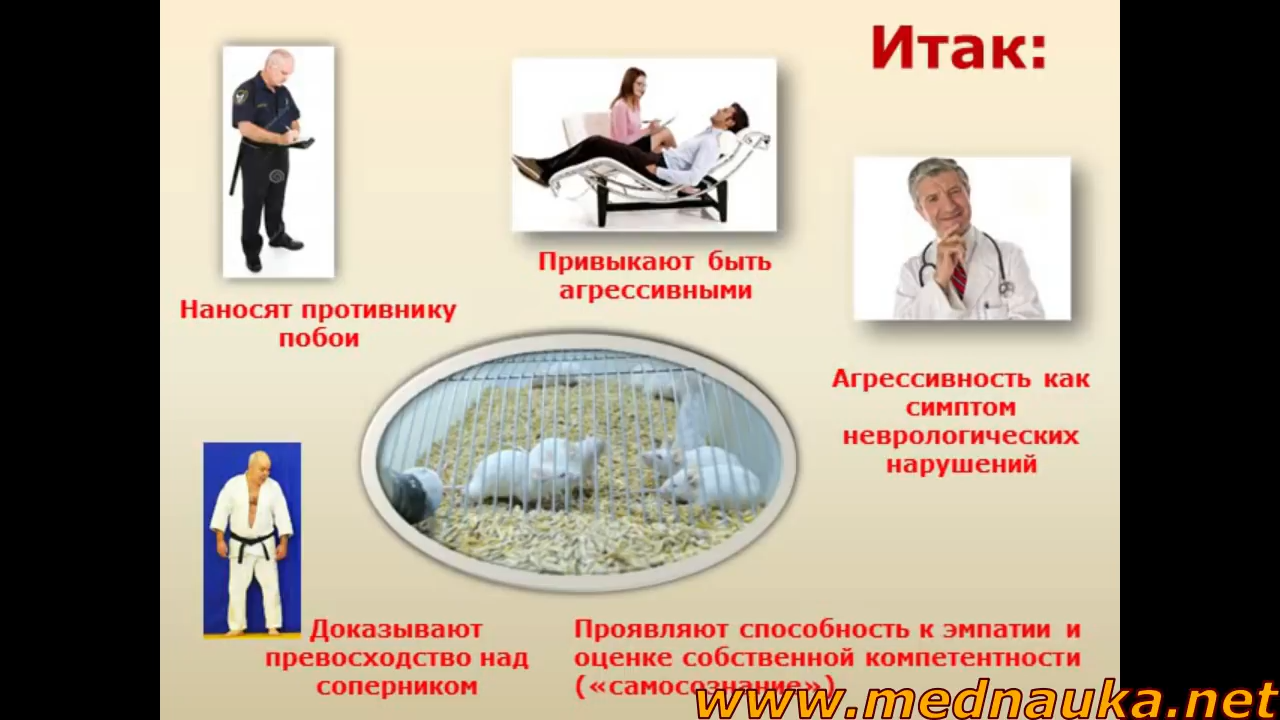 Итак:
Привыкают быть
агрессивными
Наносят противнику
побои
Агрессивность как
симптом
неврологических
нарушений
Доказывают
превосходство над
соперником
Проявляют способность к эмпатии и
оценке собственной компетентности
(«самосознание»)
www.mednauka.net